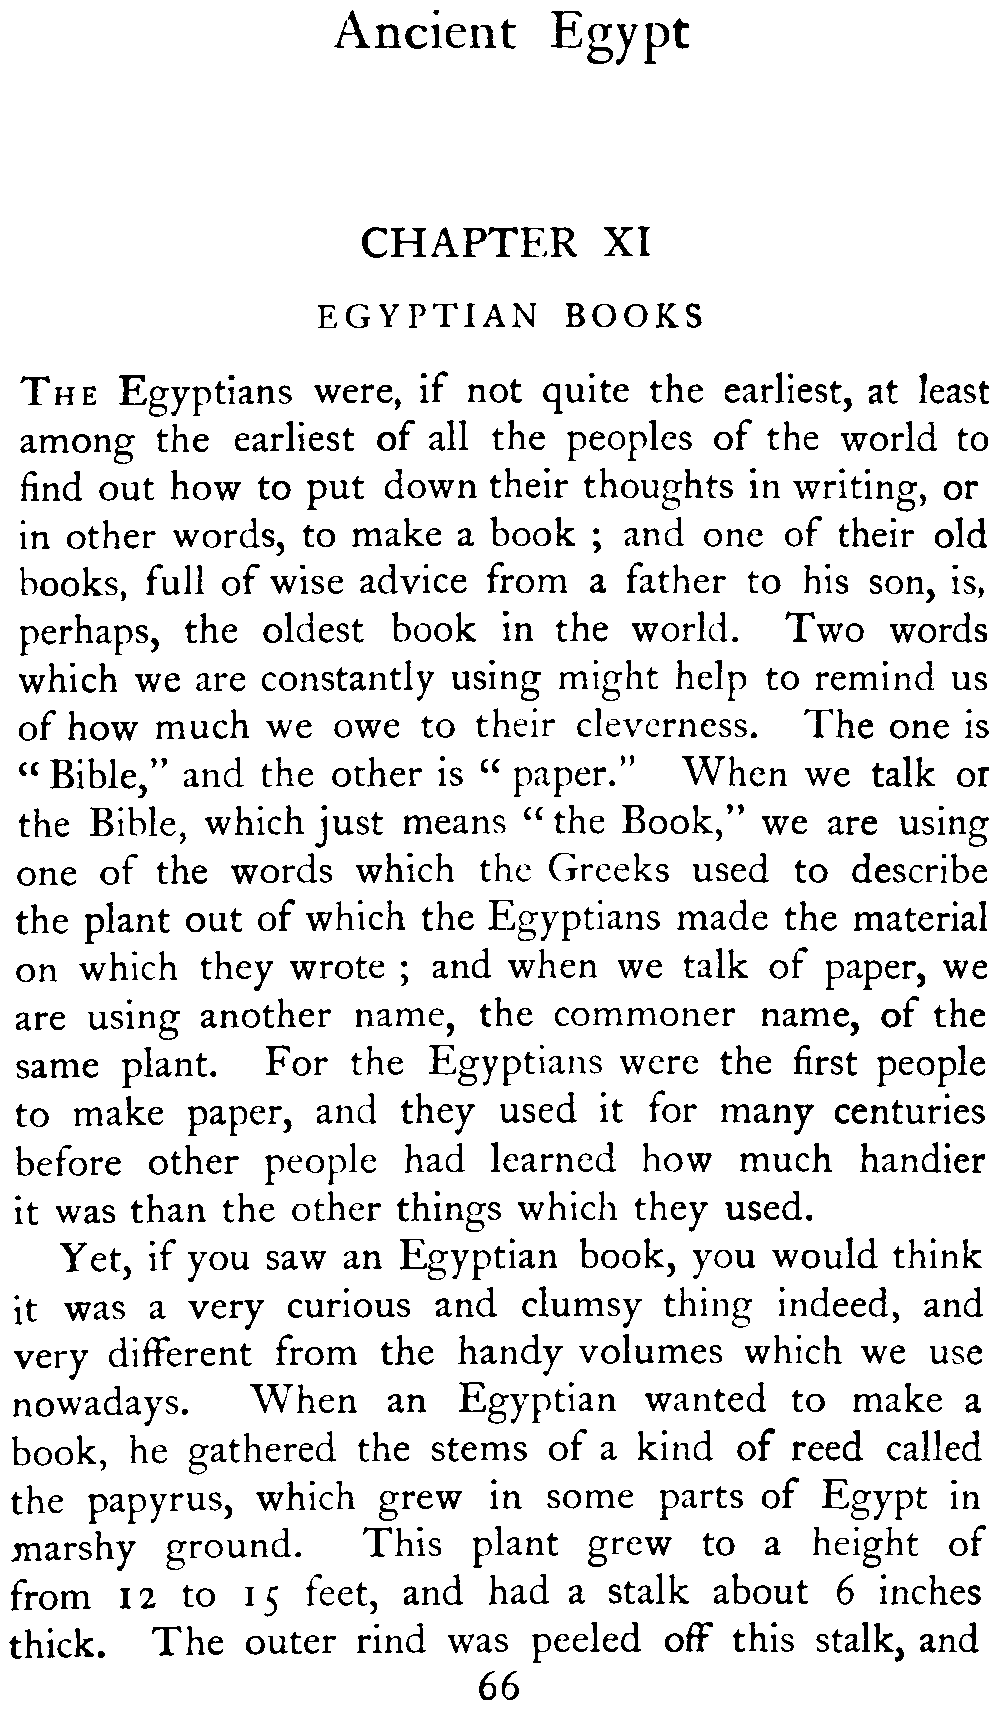 Ancient Egypt
CHAPTER XI
EGYPTIAN BOOKS
THE Egyptians were, if not quite the earliest, at least
among the earliest of all the peoples of the world to
find out how to put down their thoughts in writing, or
in other words, to make a book ; and one of their old
books, full of wise advice from a father to his son, is,
perhaps, the oldest book in the world. Two words
which we are constantly using might help to remind us
of how much we owe to their cleverness. The one is
“ Bible,” and the other is “ paper.” When we talk or
the Bible, which just means “ the Book,” we are using
one of the words which the Greeks used to describe
the plant out of which the Egyptians made the material
on which they wrote ; and when we talk of paper, we
are using another name, the commoner name, of the
same plant. For the Egyptians were the first people
to make paper, and they used it for many centuries
before other people had learned how much handier
it was than the other things which they used.
Yet, if you saw an Egyptian book, you would think
it was a very curious and clumsy thing indeed, and
very different from the handy volumes which we use
nowadays. When an Egyptian wanted to make a
book, he gathered the stems of a kind of reed called
the papyrus, which grew in some parts of Egypt in
marshy ground. This plant grew to a height of
from 12 to 15 feet, and had a stalk about 6 inches
thick. The outer rind was peeled off this stalk, and
66